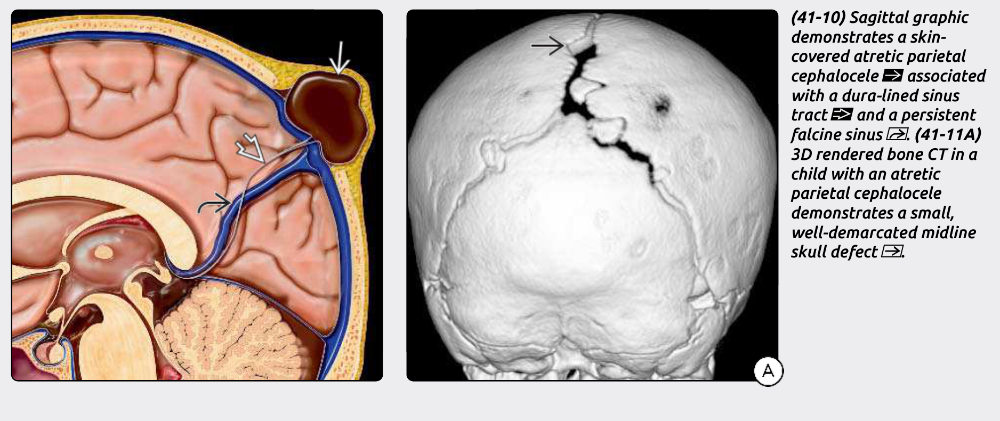 (41-10) Sagittal graphic
demonstrates a skin-
covered atretic parietal
cephalocele associated
with a dura-lined sinus
tract and a persistent
falcine sinus. (41-11A)
3D rendered bone CT in a
child with an atretic
parietal cephalocele
demonstrates a small,
well-demarcated midline
skull defect.
A